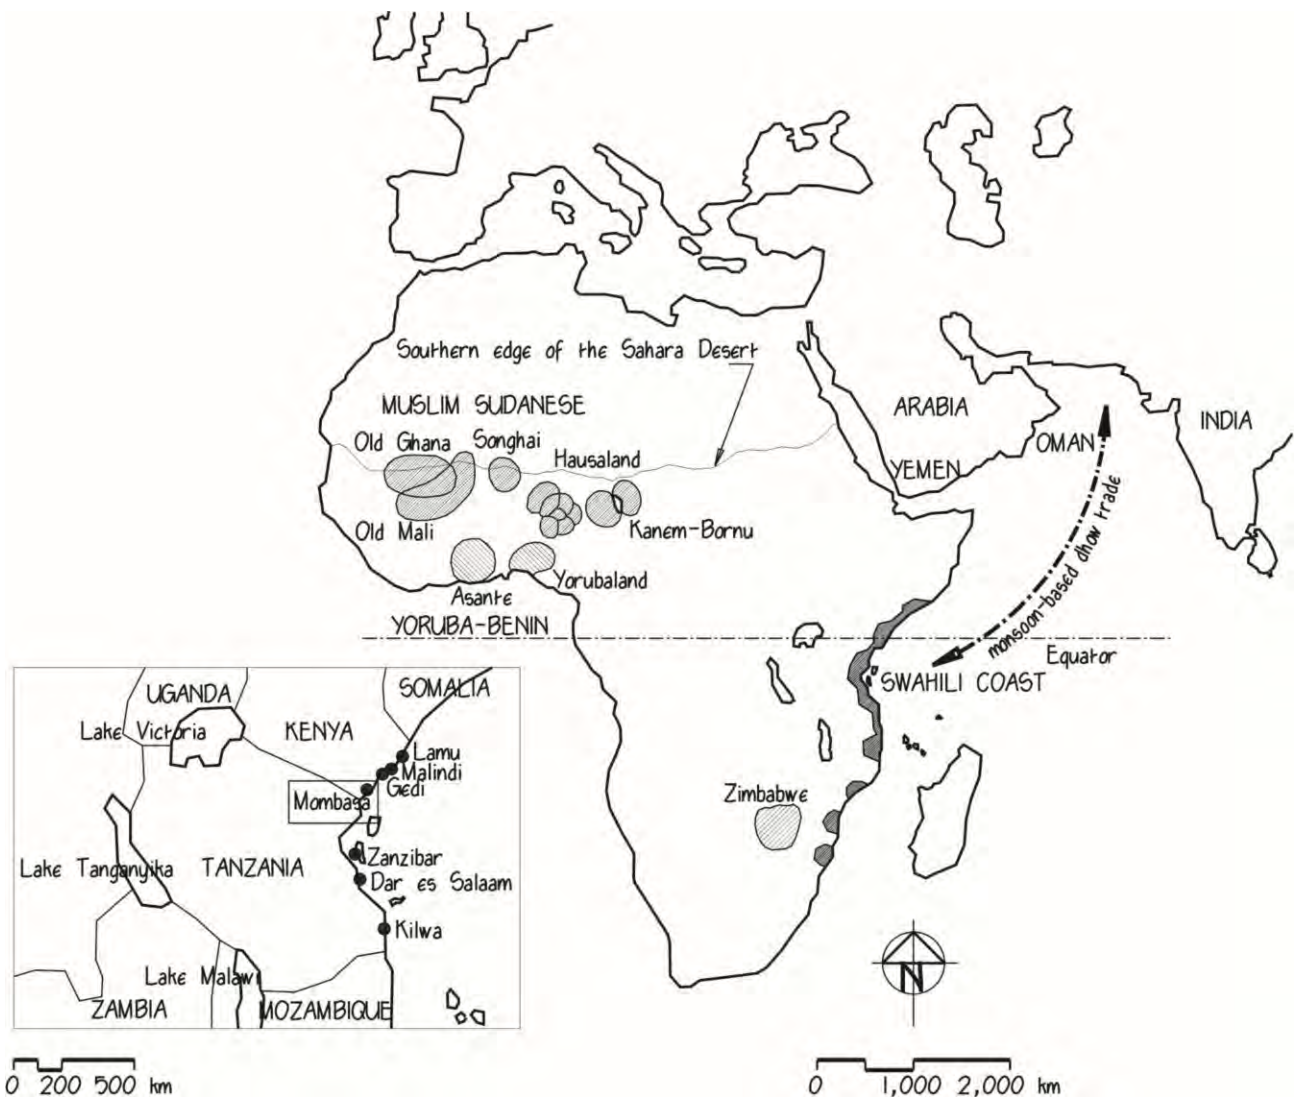 Southern edge of the Sahara Desert
MUSLIM SUDANESE
ARABIA
INDIA
Old Ghana
Songhai
Hausaland
OMAN
YEMEN
Old Mali
Kanem-Bornu
monsoon-based dhow trade
Yorubaland
Asante
YORUBA-BENIN
Equator
SWAHILI COAST
Zimbabwe
UGANDA
SOMALIA
Lake Victoria
KENYA
Lamu
Malindi
Gedi
Mombasa
Zanzibar
Lake Tanganyika
TANZANIA
Dar es Salaam
Kilwa
Lake Malawi
ZAMBIA
MOZAMBIQUE
N
0 200 500 km
0 1,000 2,000 km